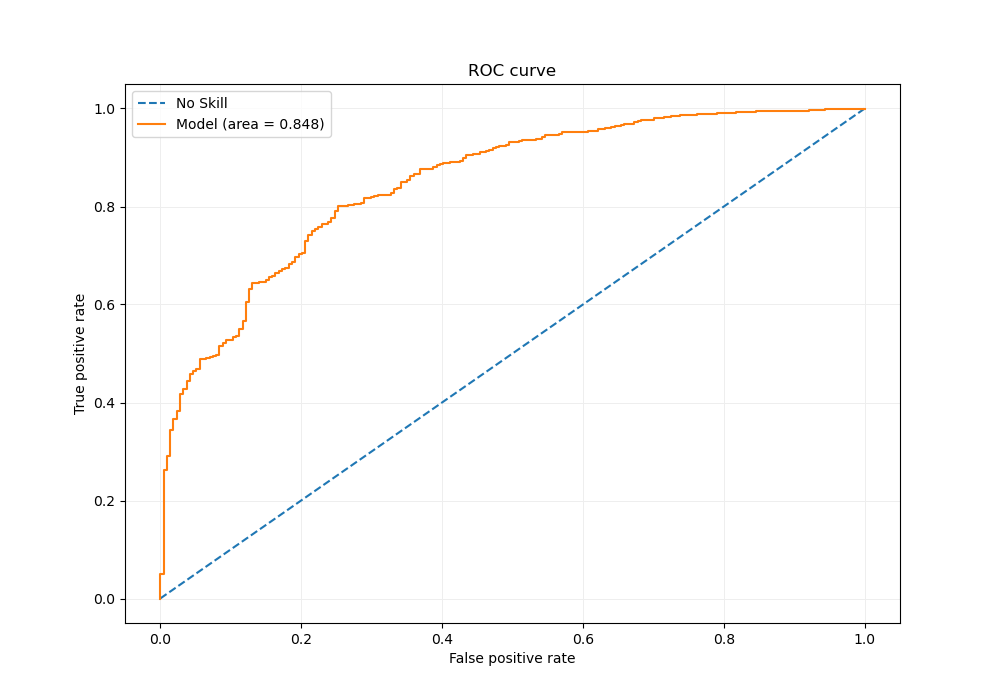 ROC curve
No Skill
Model (area = 0.848)
True positive rate
1.0
0.8
0.6
0.4
0.2
0.0
0.0 0.2 0.4 0.6 0.8 1.0
False positive rate